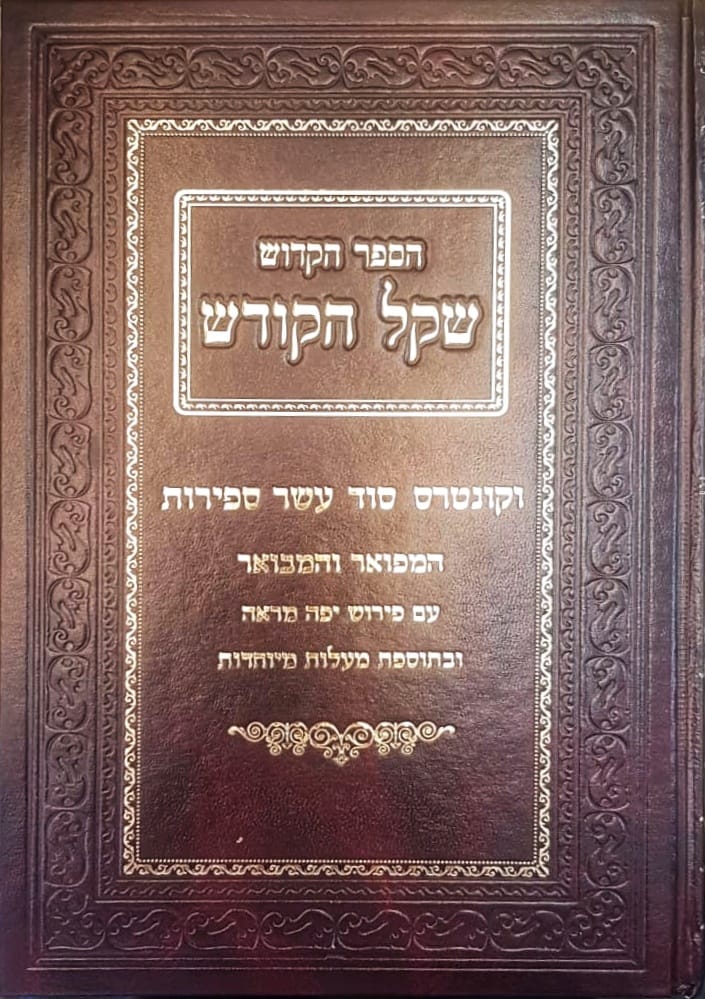 הספר הקדוש
שקל הקודש
וקונטרס סוד עשר ספירות
המפואר והמבואר
עם פירוש יפה מראה
ובתוספת מעלות מיוחדות